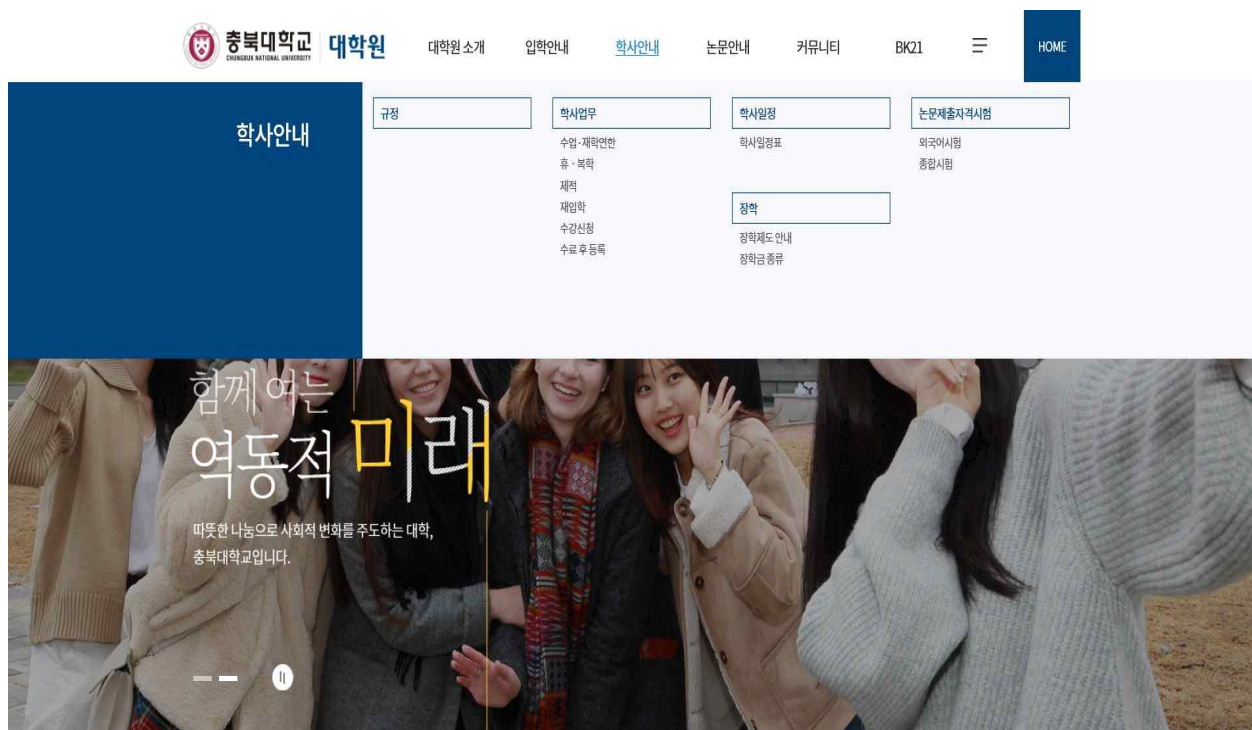 충북대학교
CHUNGBUK NATIONAL UNIVERSITY
대학원
대학원 소개
입학안내
학사안내
논문안내
커뮤니티
BK21
HOME
학사안내
규정
학사업무
수업·재학연한
휴·복학
제적
재입학
수강신청
수료 후 등록
학사일정
학사일정표
장학
장학제도 안내
장학금 종류
논문제출자격시험
외국어시험
종합시험
함께 여는
역동적 미래
따뜻한 나눔으로 사회적 변화를 주도하는 대학,
충북대학교입니다.